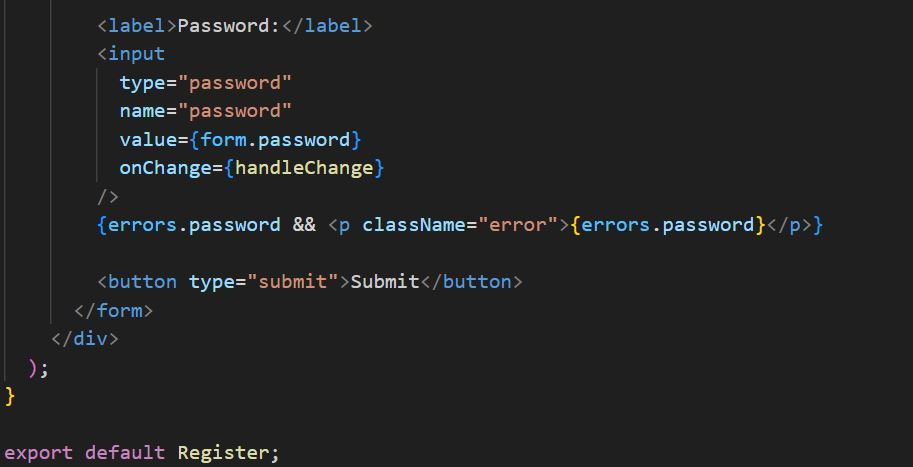 <label>Password:</label>
<input
type="password"
name="password"
value={form.password}
onChange={handleChange}
/>
{errors.password && <p className="error">{errors.password}</p>}
<button type="submit">Submit</button>
</form>
</div>
);
}
export default Register;